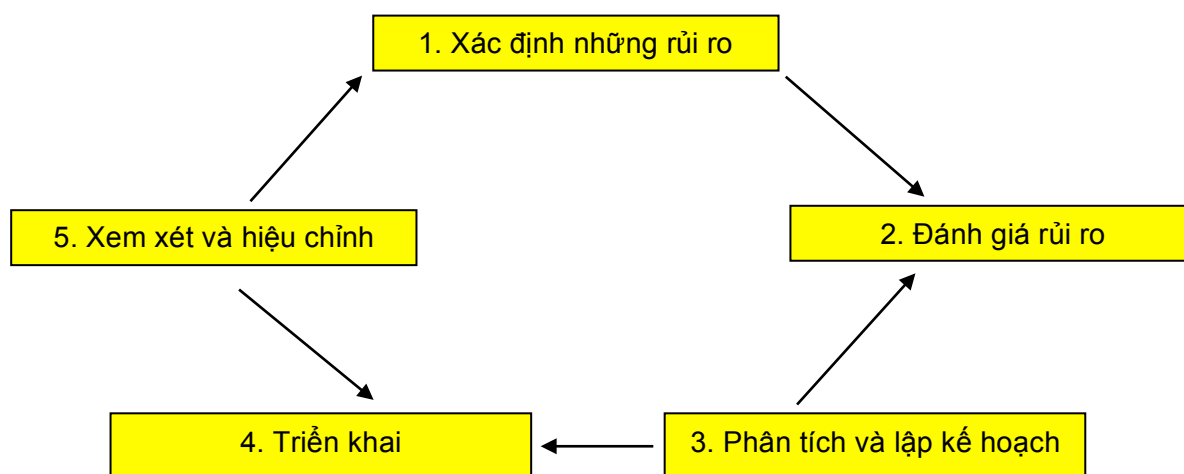 1. Xác định những rủi ro
5. Xem xét và hiệu chỉnh
2. Đánh giá rủi ro
4. Triển khai
3. Phân tích và lập kế hoạch